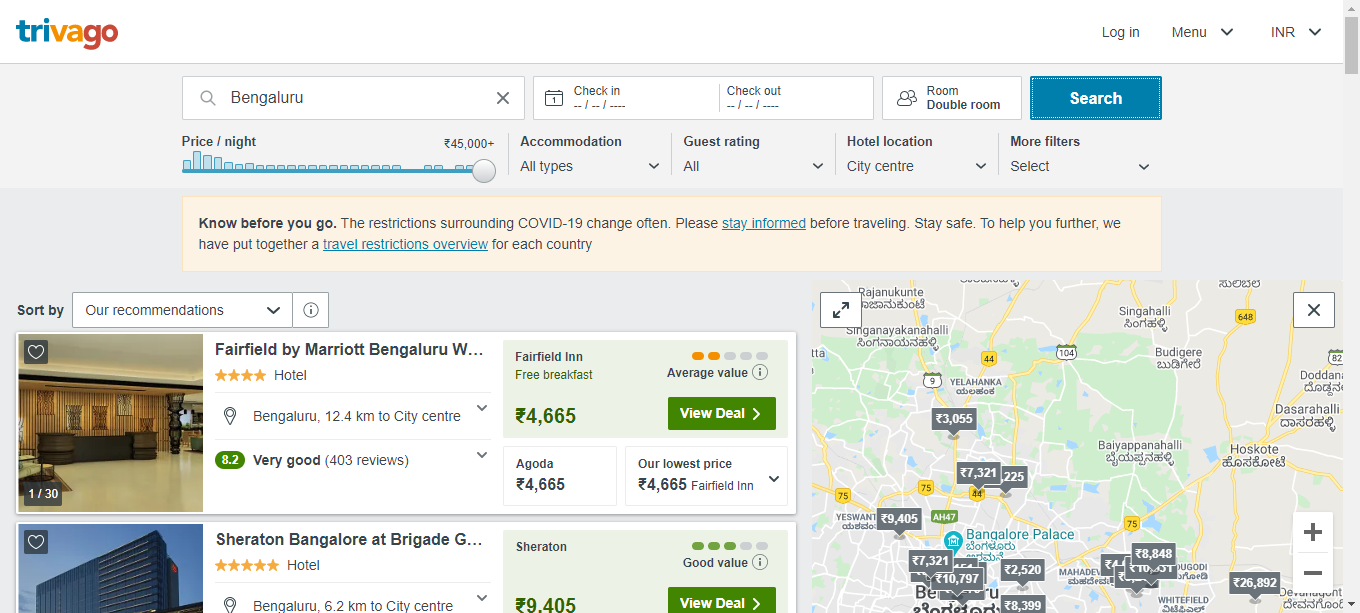 trivago
Log in
Menu
INR
Bengaluru
1
Check in
-- / -- / ----
Check out
-- / -- / ----
Room
Double room
Search
Price / night
₹45,000+
Accommodation
All types
Guest rating
All
Hotel location
City centre
More filters
Select
Know before you go. The restrictions surrounding COVID-19 change often. Please stay informed before traveling. Stay safe. To help you further, we
have put together a travel restrictions overview for each country
Sort by
Our recommendations
Fairfield by Marriott Bengaluru W...
Hotel
Bengaluru, 12.4 km to City centre
8.2 Very good (403 reviews)
1 / 30
Fairfield Inn
Free breakfast
Average value
₹4,665
View Deal
Agoda
₹4,665
Our lowest price
₹4,665 Fairfield Inn
Sheraton Bangalore at Brigade G...
Hotel
Bengaluru, 6.2 km to City centre
Sheraton
Good value
₹9,405
View Deal
Rajanukunte
Singanayakanahalli
ಸಿಂಗನಾಯಕನಹಳ್ಳಿ
Singahalli
ಸಿಂಗಹಳ್ಳಿ
648
44
104
Budigere
ಬುಡಿಗೆರೆ
82
9
YELAHANKA
ಯಲಹಂಕ
Dasarahalli
ದಾಸರಹಳ್ಳಿ
₹3,055
Baiyappanahalli
ಬೈಯಪ್ಪನಹಳ್ಳಿ
Hoskote
ಹೊಸಕೋಟೆ
₹7,321
225
75
75
44
₹9,405
AH47
75
Bangalore Palace
ಬೆಂಗಳೂರು
₹7,321
₹10,797
₹2,520
₹8,848
₹26,892
WHITEFIELD
₹8,399